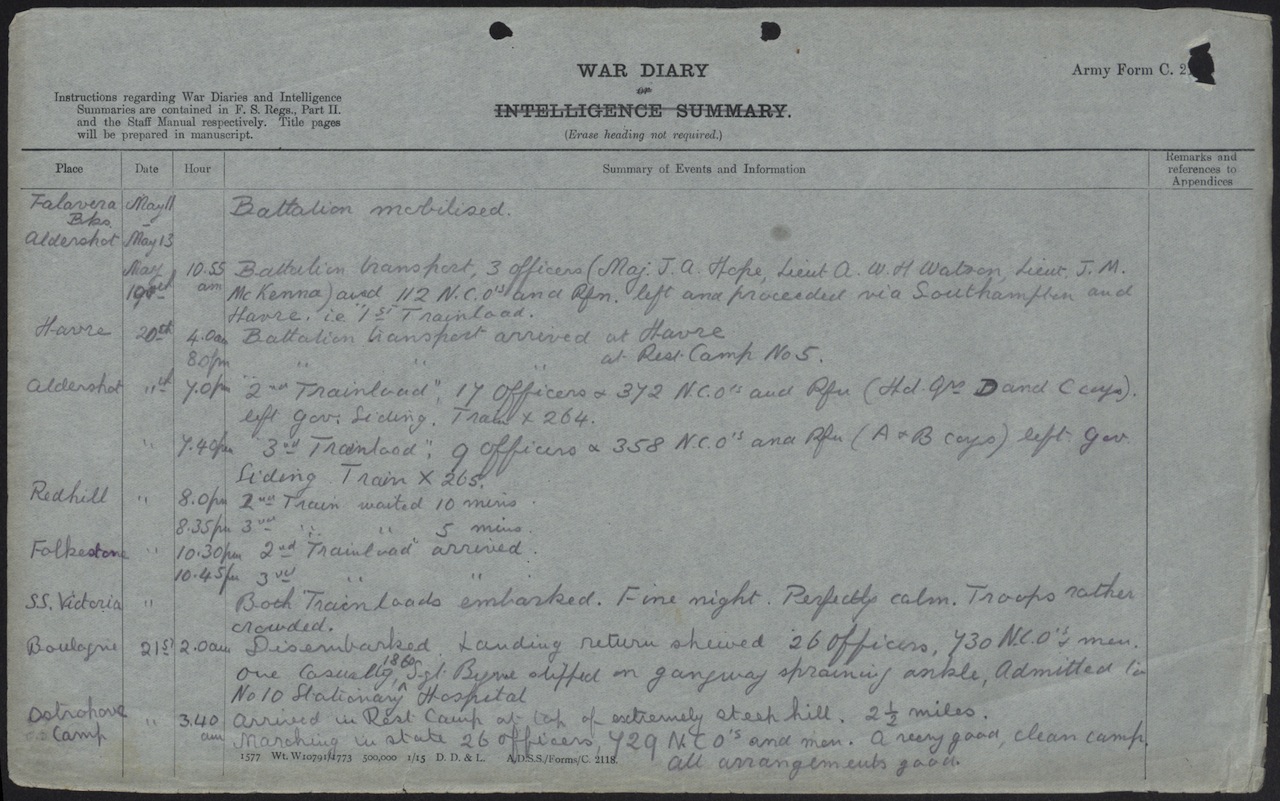 WAR DIARY
or
INTELLIGENCE SUMMARY.
(Erase heading not required.)
Army Form C. 2
Instructions regarding War Diaries and Intelligence
Summaries are contained in F. S. Regs., Part II.
and the Staff Manual respectively. Title pages
will be prepared in manuscript.
Place Date Hour Summary of Events and Information Remarks and references to Appendices
Talavera May 11 Battalion mobilised.
Bks. -
Aldershot May 13
May 10.55 Battalion transport, 3 officers (Maj. J. A. Hope, Lieut A. W. H Watson, Lieut, J. M.
19th am McKenna) and 112 N.C.O's and Rfn. left and proceeded via Southampton and
Havre. ie "1st Trainload.
Havre 20th 4.0am Battalion transport arrived at Havre
8.0pm " " " at Rest Camp No 5.
Aldershot " 7.0pm "2nd Trainload", 17 Officers & 372 N.C.O's and Rfn (Hd. Qrs D and C coys).
left Gov. Siding. Train X 264.
" 7.40pm "3rd Trainload", 9 Officers & 358 N.C.O's and Rfn (A & B coys) left Gov.
Siding Train X 265.
Redhill " 8.0pm 2nd Train waited 10 mins
8.35pm 3rd " " 5 mins.
Folkestone " 10.30pm 2nd Trainload arrived.
10.45pm 3rd " "
SS. Victoria " Both Trainloads embarked. Fine night. Perfectly calm. Troops rather
crowded.
Boulogne 21st 2.0am Disembarked. Landing return shewed 26 officers, 730 N.C.O's & men.
One casualty, 1860 Sgt. Byrne slipped on gangway spraining ankle, Admitted to
No 10 Stationary Hospital
Ostrohove " 3.40 Arrived in Rest Camp at top of extremely steep hill. 2½ miles.
Camp am Marching in state 26 officers, 729 N.C.O's and men. A very good, clean camp.
all arrangements good.
1577 Wt. W10791/1773 500,000 1/15 D. D. & L. A.D.S.S./Forms/C. 2118.